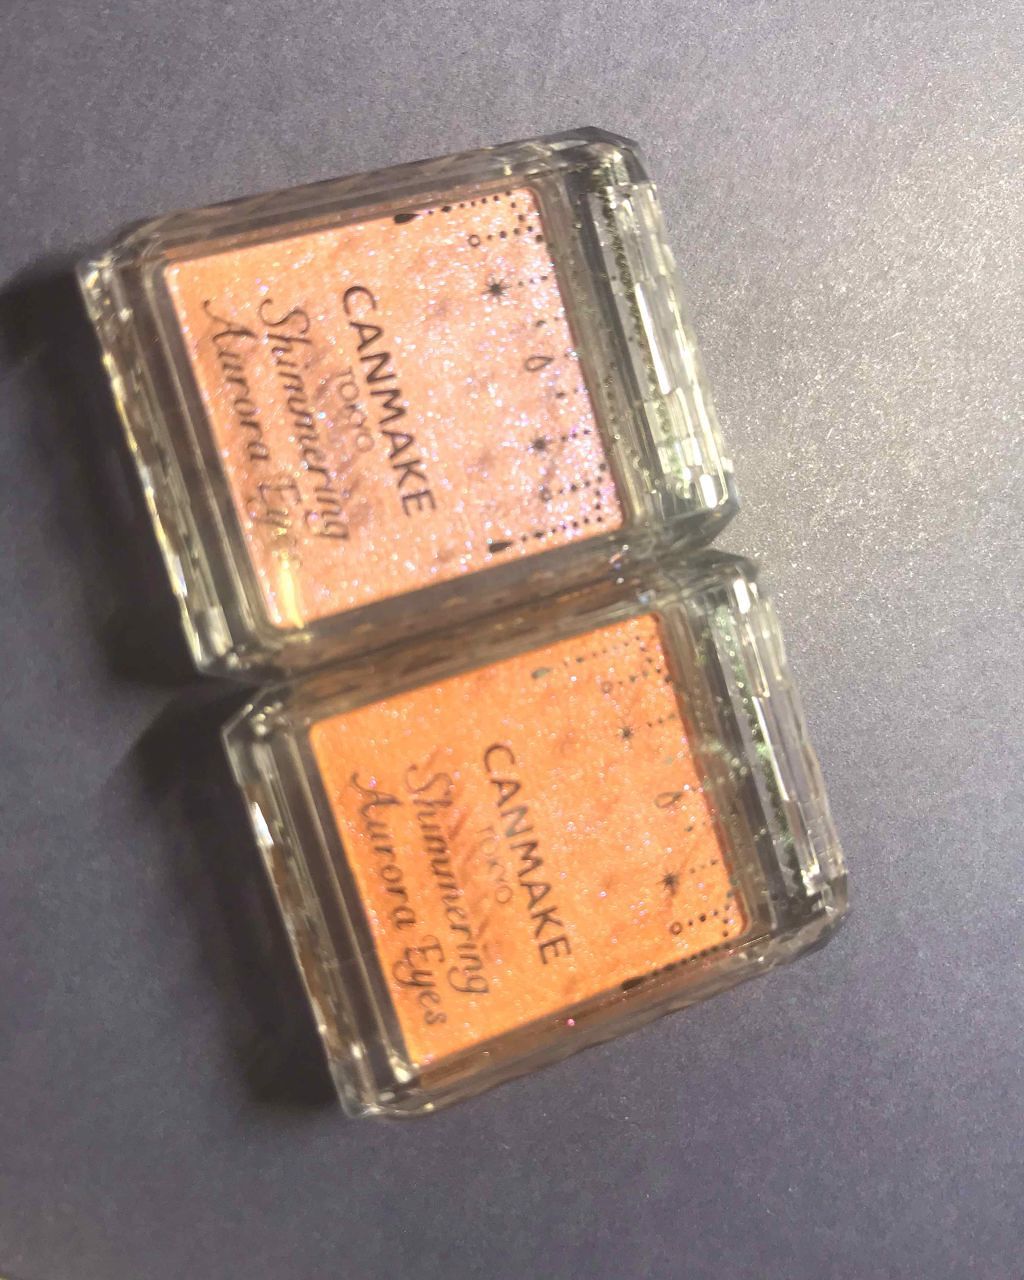 CANMAKE
TOKYO
Shimmering
Aurora Eyes
CANMAKE
TOKYO
Shimmering
Aurora Eyes